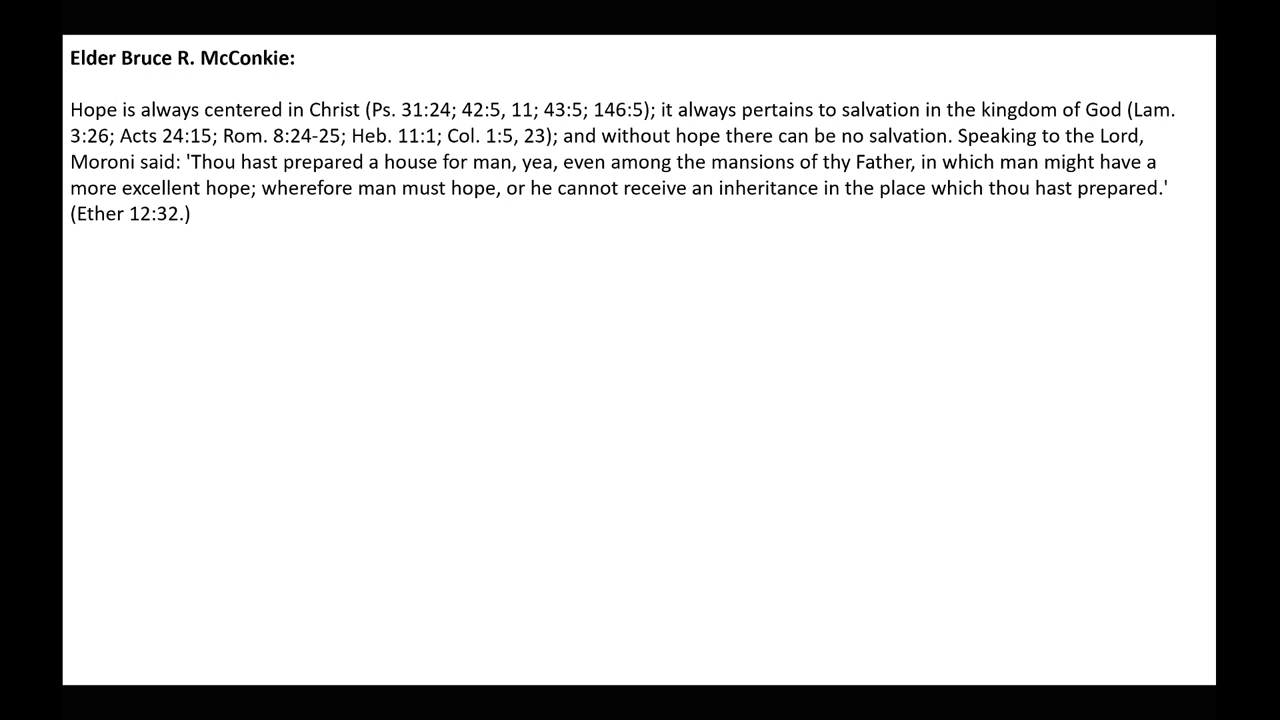 Elder Bruce R. McConkie:
Hope is always centered in Christ (Ps. 31:24; 42:5, 11; 43:5; 146:5); it always pertains to salvation in the kingdom of God (Lam.
3:26; Acts 24:15; Rom. 8:24-25; Heb. 11:1; Col. 1:5, 23); and without hope there can be no salvation. Speaking to the Lord,
Moroni said: 'Thou hast prepared a house for man, yea, even among the mansions of thy Father, in which man might have a
more excellent hope; wherefore man must hope, or he cannot receive an inheritance in the place which thou hast prepared.'
(Ether 12:32.)